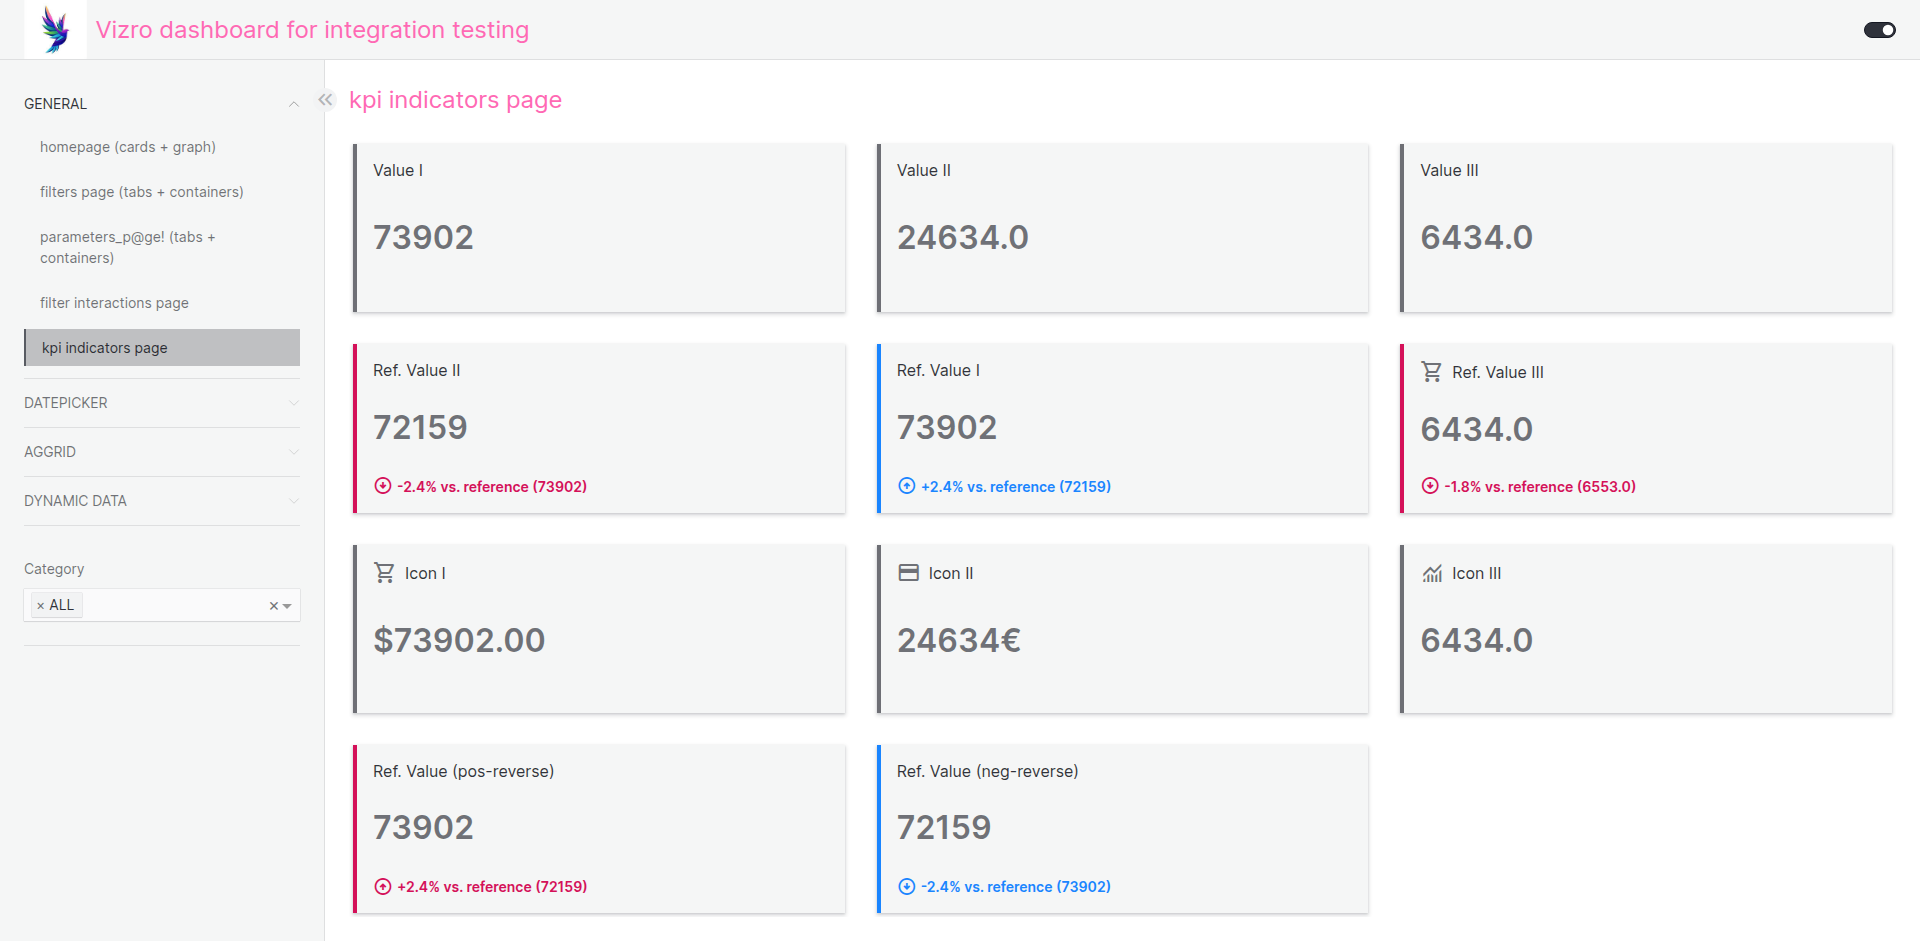 Vizro dashboard for integration testing
GENERAL
homepage (cards + graph)
filters page (tabs + containers)
parameters_p@ge! (tabs +
containers)
filter interactions page
kpi indicators page
DATEPICKER
AGGRID
DYNAMIC DATA
Category
× ALL
kpi indicators page
Value I
73902
Value II
24634.0
Value III
6434.0
Ref. Value II
72159
-2.4% vs. reference (73902)
Ref. Value I
73902
+2.4% vs. reference (72159)
Ref. Value III
6434.0
-1.8% vs. reference (6553.0)
Icon I
$73902.00
Icon II
24634€
Icon III
6434.0
Ref. Value (pos-reverse)
73902
+2.4% vs. reference (72159)
Ref. Value (neg-reverse)
72159
-2.4% vs. reference (73902)